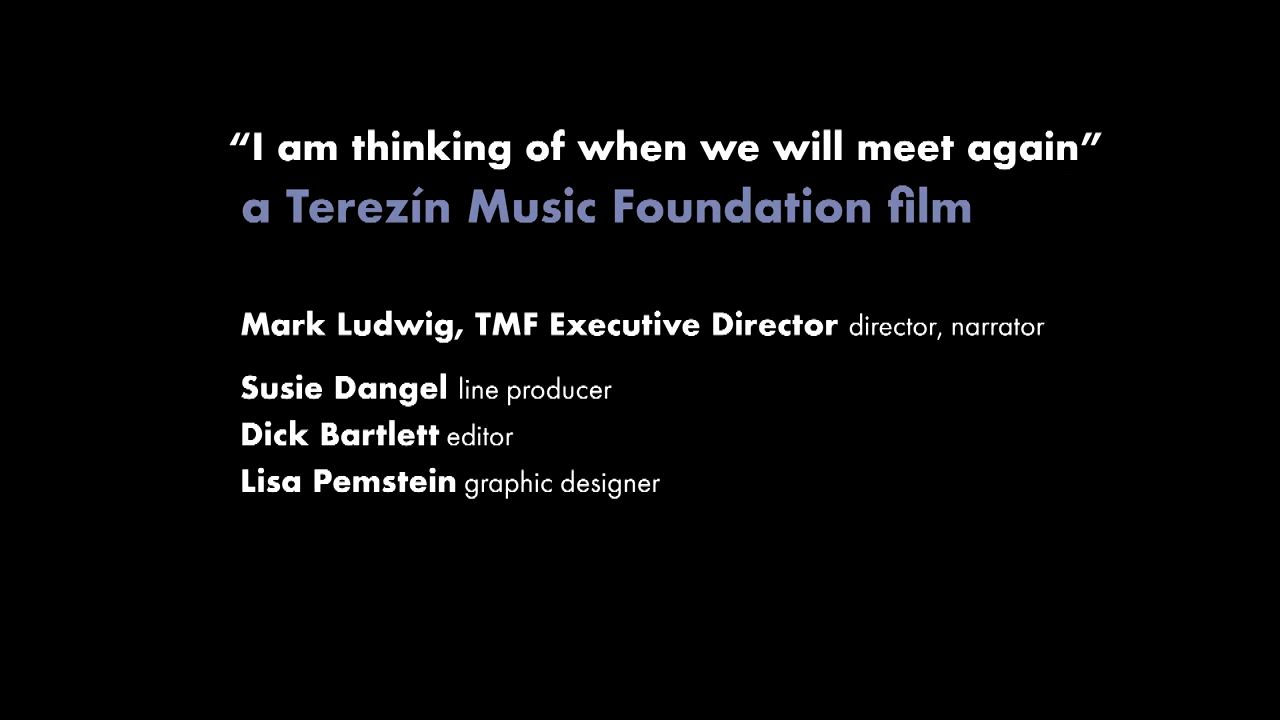 “I am thinking of when we will meet again”
a Terezín Music Foundation film
Mark Ludwig, TMF Executive Director director, narrator
Susie Dangel line producer
Dick Bartlett editor
Lisa Pemstein graphic designer